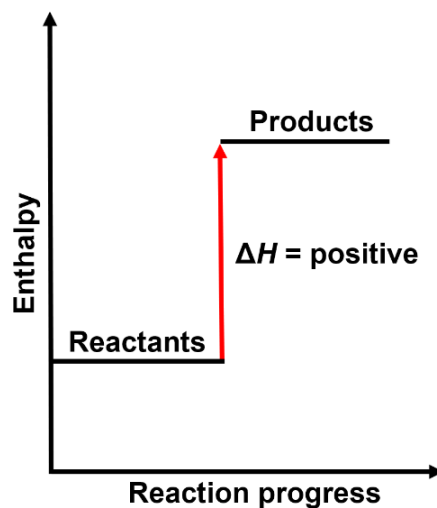 Products
Enthalpy
ΔH = positive
Reactants
Reaction progress